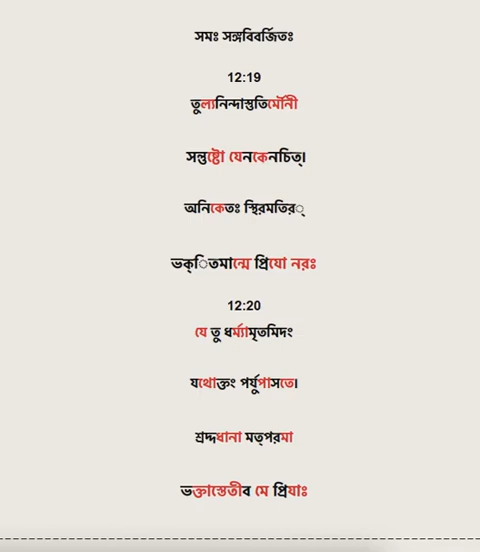 সমঃ সঙ্গবিবর্জিতঃ
12:19
তুল্যনিন্দাস্তুতির্মৌনী
সন্তুষ্টো যেনকেনচিত্।
অনিকেতঃ স্থিরমতির্
ভক্িতমান্মে প্রিযো নরঃ
12:20
যে তু ধর্ম্যামৃতমিদং
যথোক্তং পর্যুপাসতে।
শ্রদ্দধানা মত্পরমা
ভক্তাস্তেতীব মে প্রিযাঃ